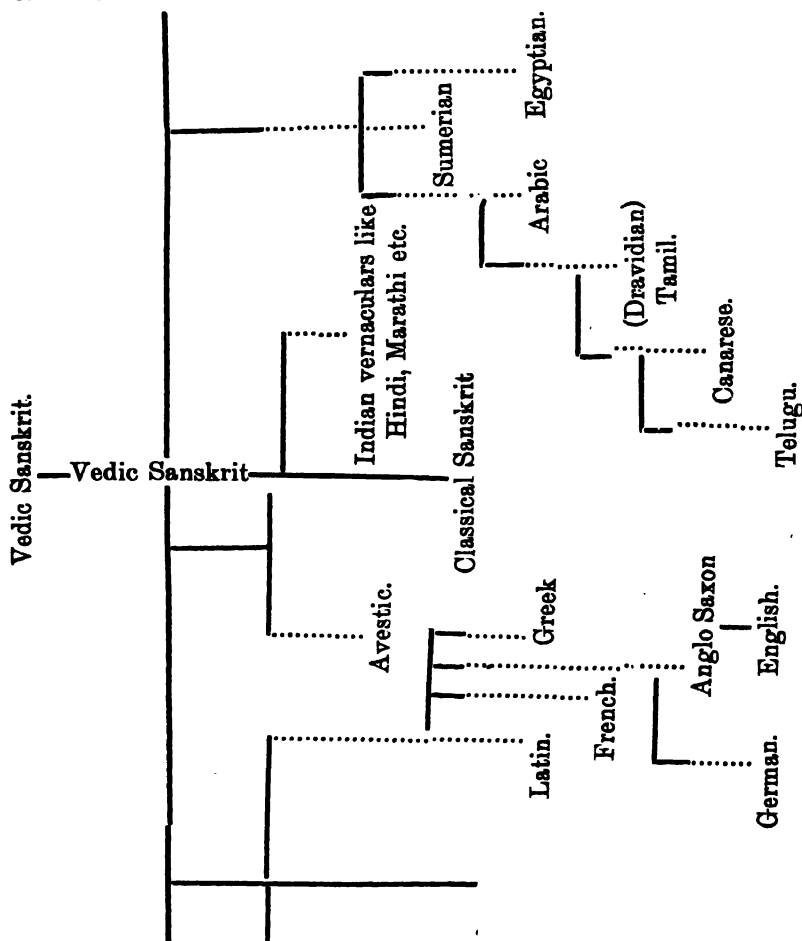 Vedic Sanskrit.
Vedic Sanskrit
Egyptian.
Sumerian
Arabic
(Dravidian)
Tamil.
Canarese.
Telugu.
Indian vernaculars like
Hindi, Marathi etc.
Classical Sanskrit
Avestic.
Greek
Latin.
French.
Anglo Saxon
English.
German.